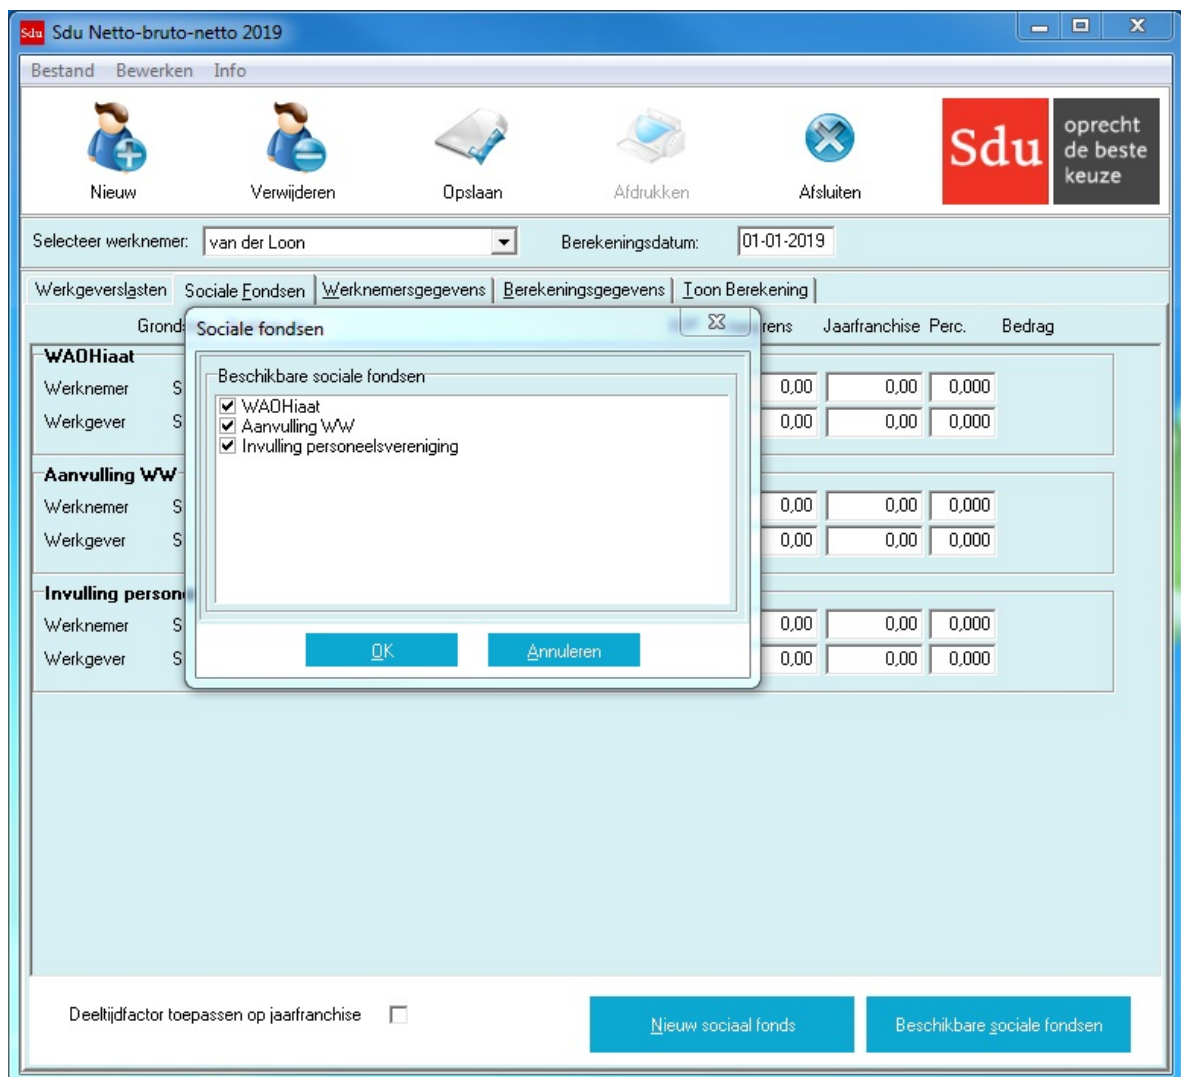 Sdu Sdu Netto-bruto-netto 2019
Bestand Bewerken Info
Nieuw Verwijderen Opslaan Afdrukken Afsluiten
Sdu
oprecht
de beste
keuze
Selecteer werknemer: van der Loon Berekeningsdatum: 01-01-2019
Werkgeverslasten Sociale Fondsen Werknemersgegevens Berekeningsgegevens Toon Berekening
Jaarfranchise Perc. Bedrag
Sociale fondsen
Beschikbare sociale fondsen
WAOHiaat
Aanvulling WW
Invulling personeelsvereniging
OK Annuleren
WAOHiaat
Werknemer S 0,00 0,00 0,000
Werkgever S 0,00 0,00 0,000
Aanvulling WW
Werknemer S 0,00 0,00 0,000
Werkgever S 0,00 0,00 0,000
Invulling person
Werknemer S 0,00 0,00 0,000
Werkgever S 0,00 0,00 0,000
Deeltijdfactor toepassen op jaarfranchise
Nieuw sociaal fonds Beschikbare sociale fondsen